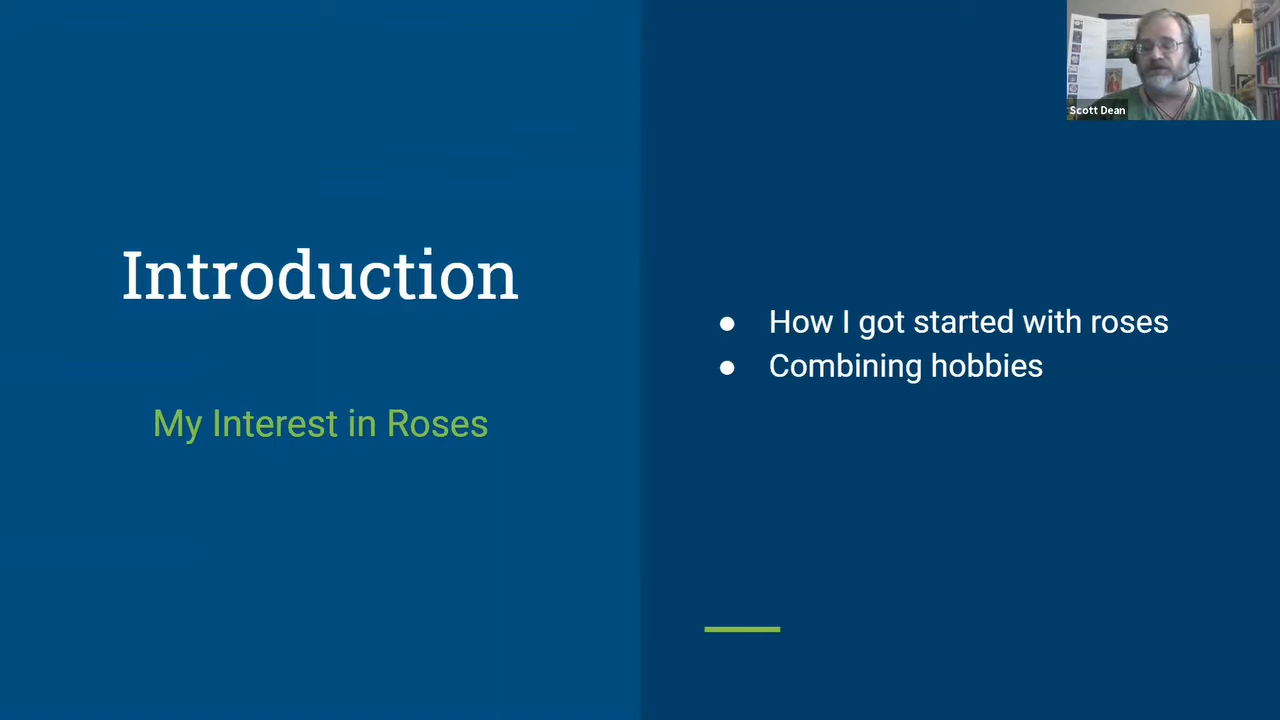 Introduction
My Interest in Roses
● How I got started with roses
● Combining hobbies
Scott Dean